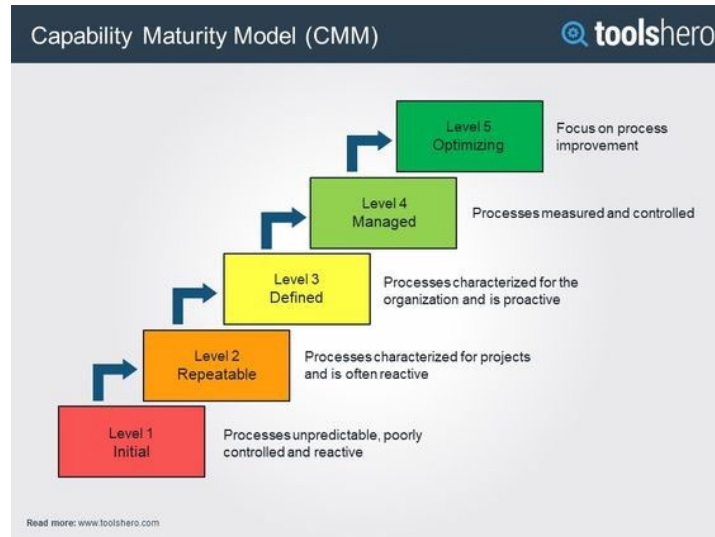 Capability Maturity Model (CMM)
toolshero
Level 5
Optimizing
Focus on process
improvement
Level 4
Managed
Processes measured and controlled
Level 3
Defined
Processes characterized for the
organization and is proactive
Level 2
Repeatable
Processes characterized for projects
and is often reactive
Level 1
Initial
Processes unpredictable, poorly
controlled and reactive
Read more: www.toolshero.com